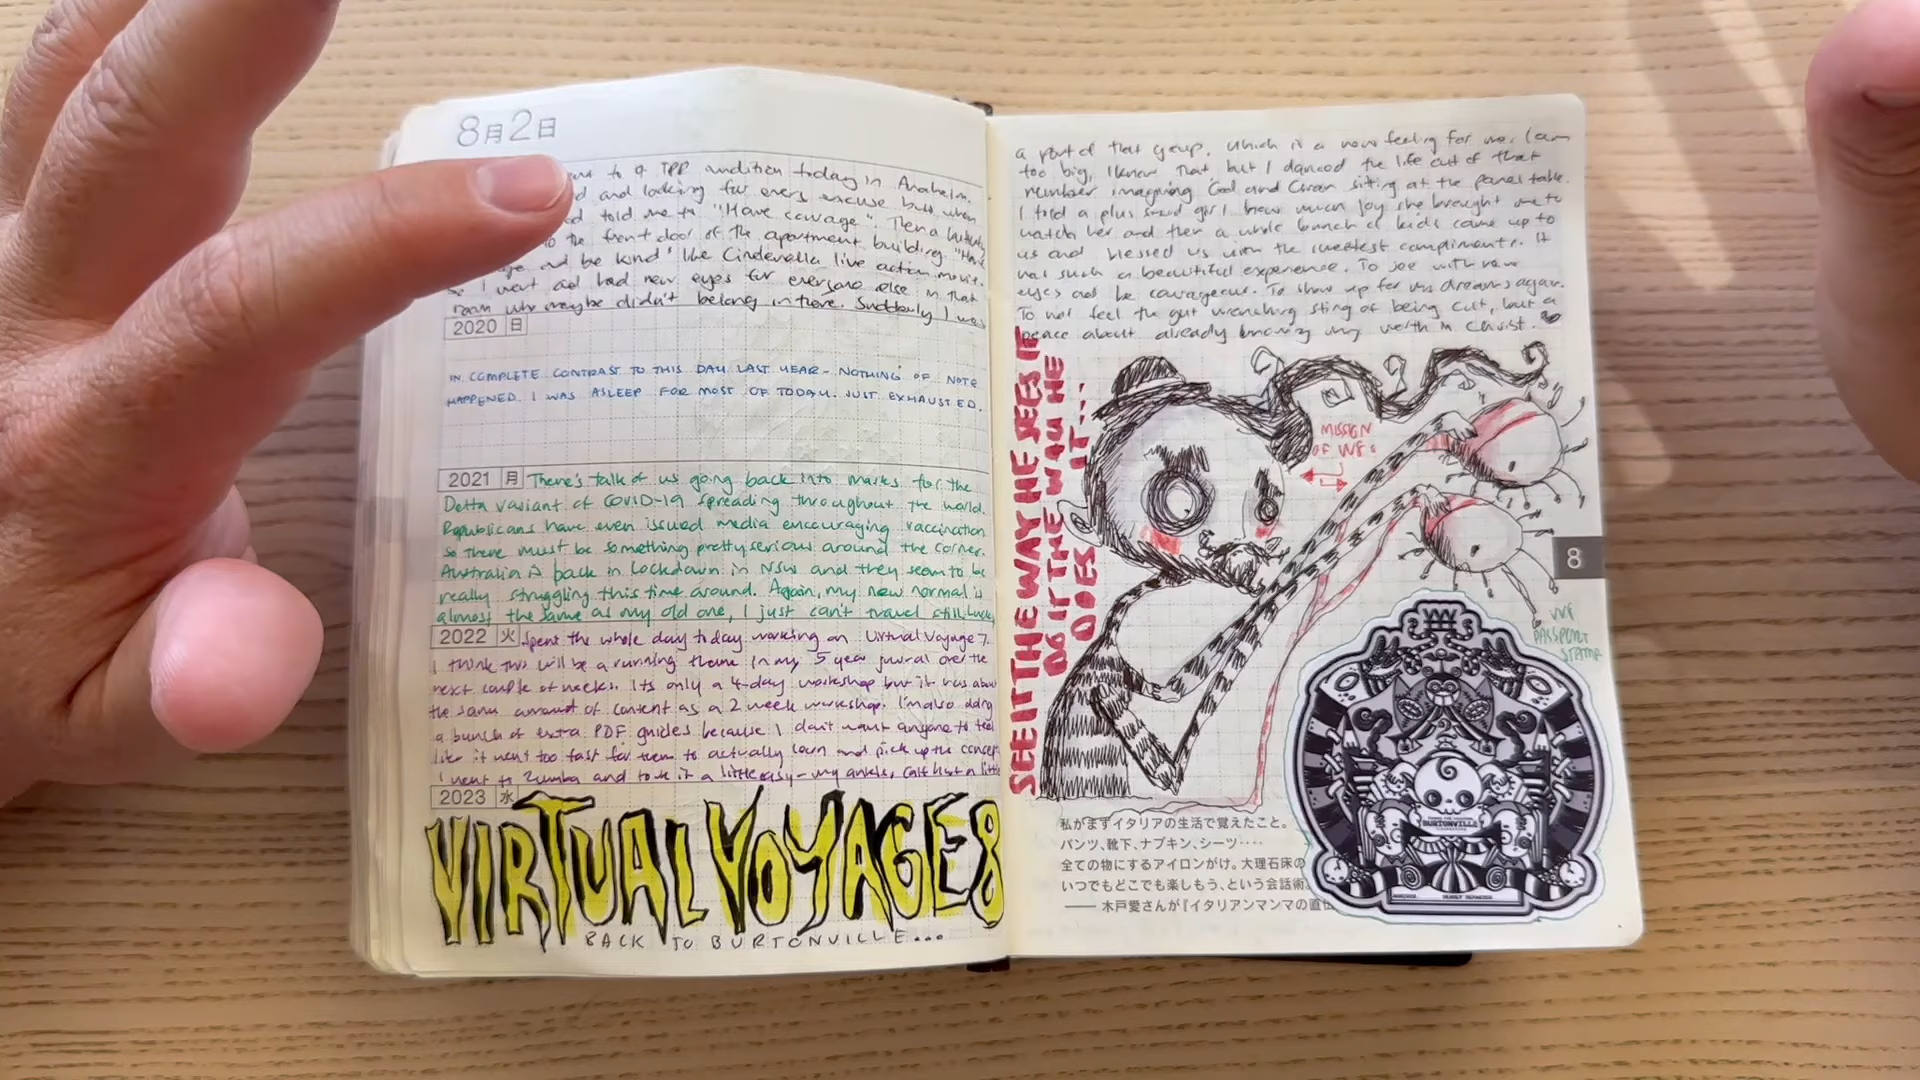 8月2日
to a TPP audition today in Anaheim.
and looking for every excuse but when
told me to "Have courage". Then a
to the front door of the apartment building. "Have
and be kind" like Cinderella live action movie.
So I went and had new eyes for everyone else in that
room who maybe didn't belong in there. Suddenly I was
2020 日
IN COMPLETE CONTRAST TO THIS DAY LAST YEAR - NOTHING OF NOTE
HAPPENED. I WAS ASLEEP FOR MOST OF TODAY. JUST EXHAUSTED.
2021 月 There's talk of us going back into masks for the
Delta variant of COVID-19 spreading throughout the world.
Republicans have even issued media encouraging vaccination
so there must be something pretty serious around the corner.
Australia is back in Lockdown in NSW and they seem to be
really struggling this time around. Again, my new normal is
almost the same as my old one, I just can't travel still.
2022 火 Spent the whole day today working on Virtual Voyage 7.
I think this will be a running theme in my 5 year journal over the
next couple of weeks. Its only a 4-day workshop but it has about
the same amount of content as a 2 week workshop. I'm also doing
a bunch of extra PDF guides because I don't want anyone to feel
like it went too fast for them to actually learn and pick up the
I went to Zumba and took it a little easy - my ankle, calf hurt a little
2023 水
VIRTUAL VOYAGE 8
BACK TO BURTONVILLE...
a part of that group. Which is a new feeling for me. I am
too big, I know that but I danced the life out of that
number imagining God and Ciaran sitting at the panel table.
I told a plus sized girl how much joy she brought me to
watch her and then a whole bunch of kids came up to
us and blessed us with the sweetest compliments. It
was such a beautiful experience. To see with new
eyes and be courageous. To show up for my dreams again.
To not feel the gut wrenching sting of being cut, but a
peace about already knowing my worth in Christ.
SEE IT THE WAY HE SEES IT
DO IT THE WAY HE
DOES IT...
MISSION
OF VV8:
8
VV
PASSPORT
STAMP
BURTONVILLE
私がまずイタリアの生活で覚えたこと。
パンツ、靴下、ナプキン、シーツ‥‥
全ての物にするアイロンがけ。大理石床の
いつでもどこでも楽しもう、という会話術。
—— 木戸愛さんが『イタリアンマンマの直伝